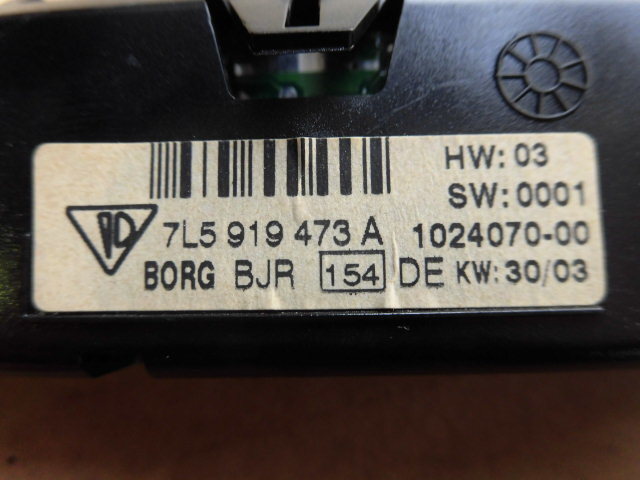 HW: 03
SW: 0001
7L5 919 473 A 1024070-00
BORG BJR 154 DE KW: 30/03